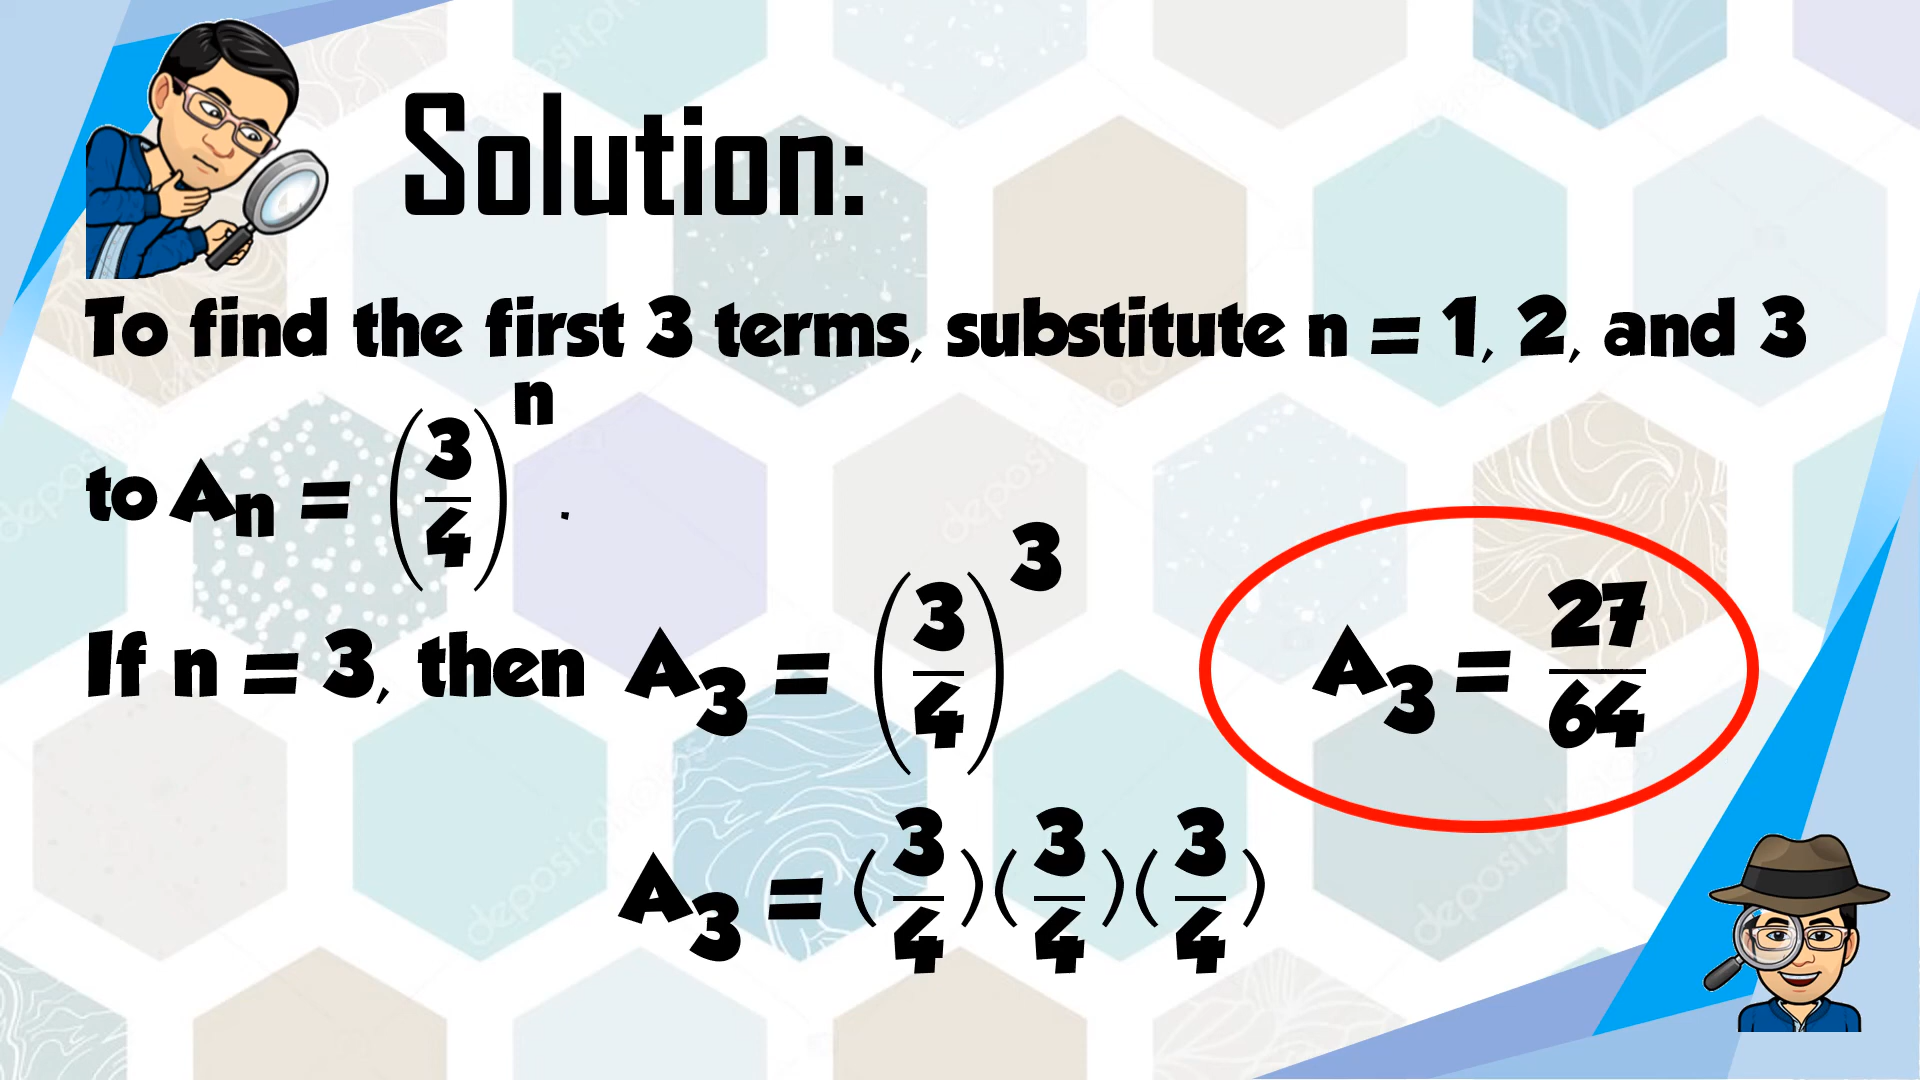 Solution:
To find the first 3 terms, substitute n = 1, 2, and 3
to Aₙ = (3/4)ⁿ .
If n = 3, then A₃ = (3/4)³
A₃ = 27/64
A₃ = (3/4)(3/4)(3/4)
depositphotos